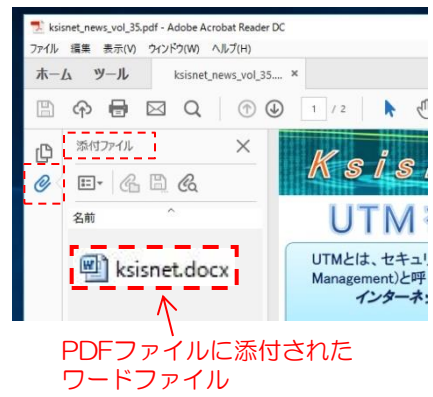 ksisnet_news_vol_35.pdf - Adobe Acrobat Reader DC
ファイル 編集 表示(V) ウィンドウ(W) ヘルプ(H)
ホーム ツール ksisnet_news_vol_35.... ×
1 / 2
添付ファイル ×
名前
ksisnet.docx
Ksis
UTM
UTMとは、セキュリ
Management)と呼
インターネ
PDFファイルに添付された
ワードファイル